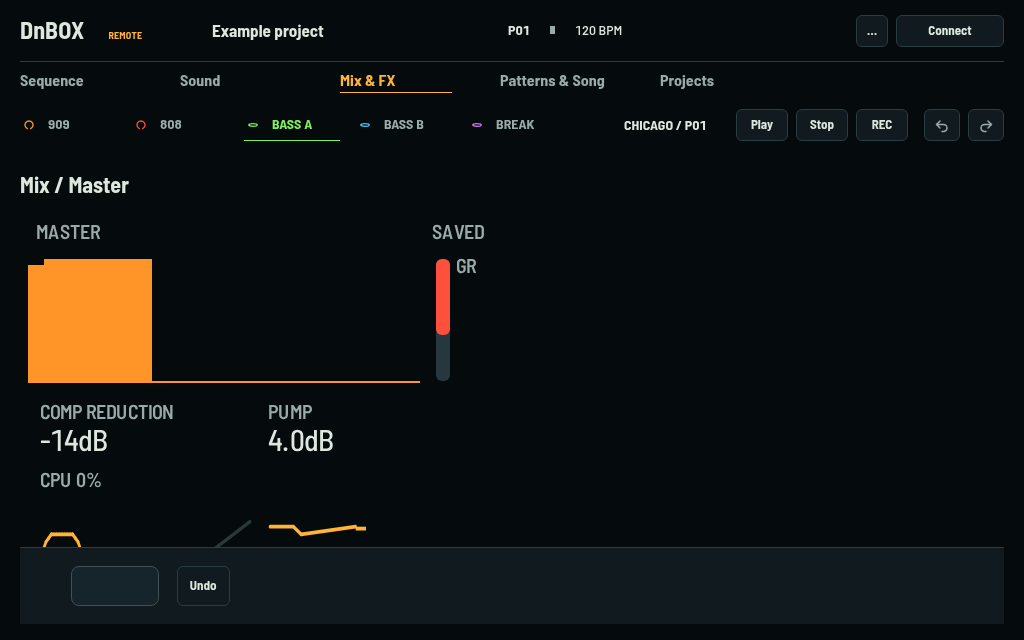 DnBOX REMOTE Example project P01 120 BPM ... Connect
Sequence Sound Mix & FX Patterns & Song Projects
909 808 BASS A BASS B BREAK CHICAGO / P01 Play Stop REC
Mix / Master
MASTER SAVED
GR
COMP REDUCTION PUMP
-14dB 4.0dB
CPU 0%
Undo